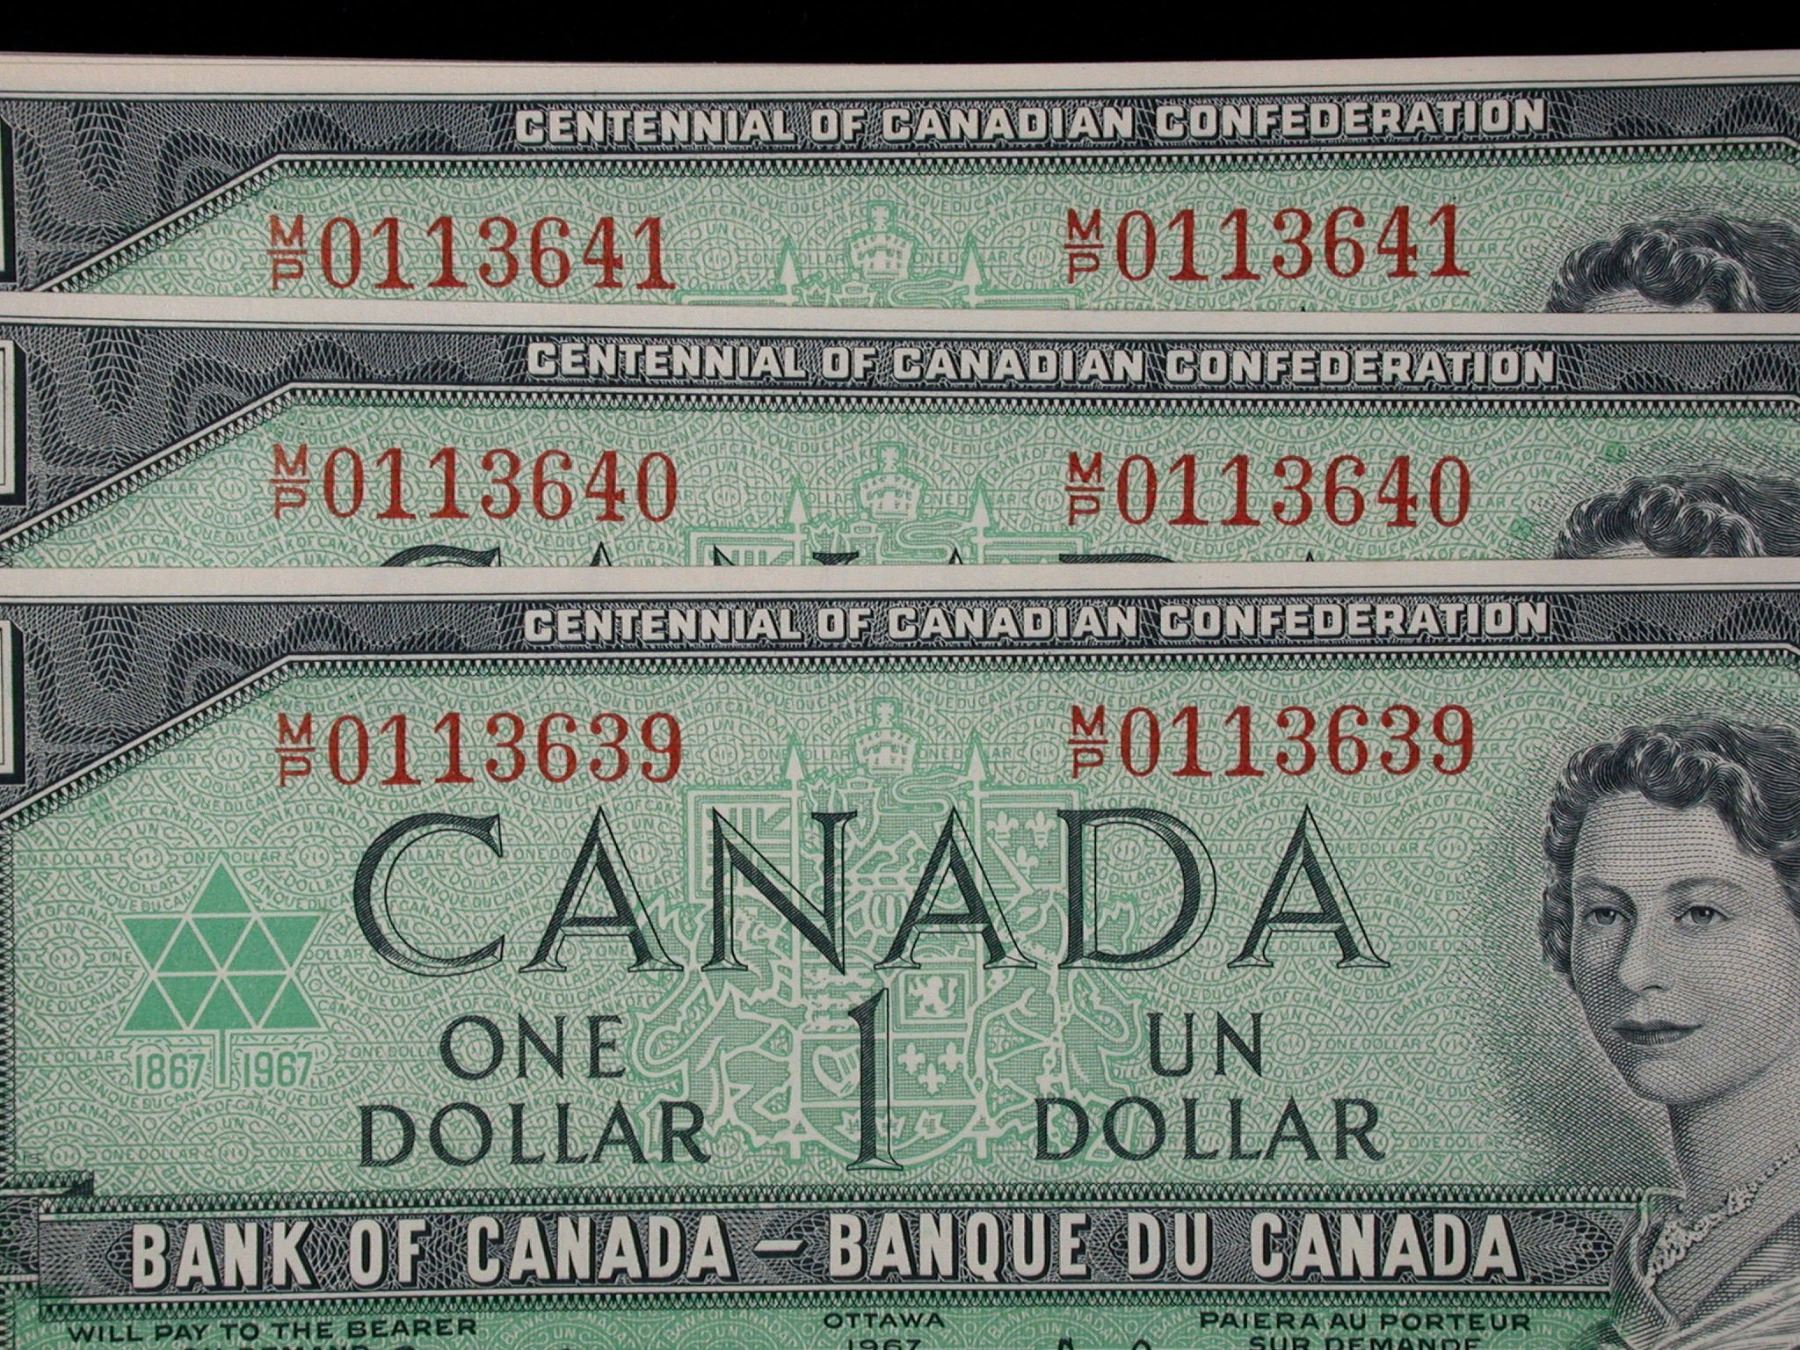 CENTENNIAL OF CANADIAN CONFEDERATION
M/P 0113641 M/P 0113641
CENTENNIAL OF CANADIAN CONFEDERATION
M/P 0113640 M/P 0113640
CENTENNIAL OF CANADIAN CONFEDERATION
M/P 0113639 M/P 0113639
CANADA
1867 1967
ONE DOLLAR
1
UN DOLLAR
BANK OF CANADA – BANQUE DU CANADA
WILL PAY TO THE BEARER
OTTAWA
1967
PAIERA AU PORTEUR
SUR DEMANDE